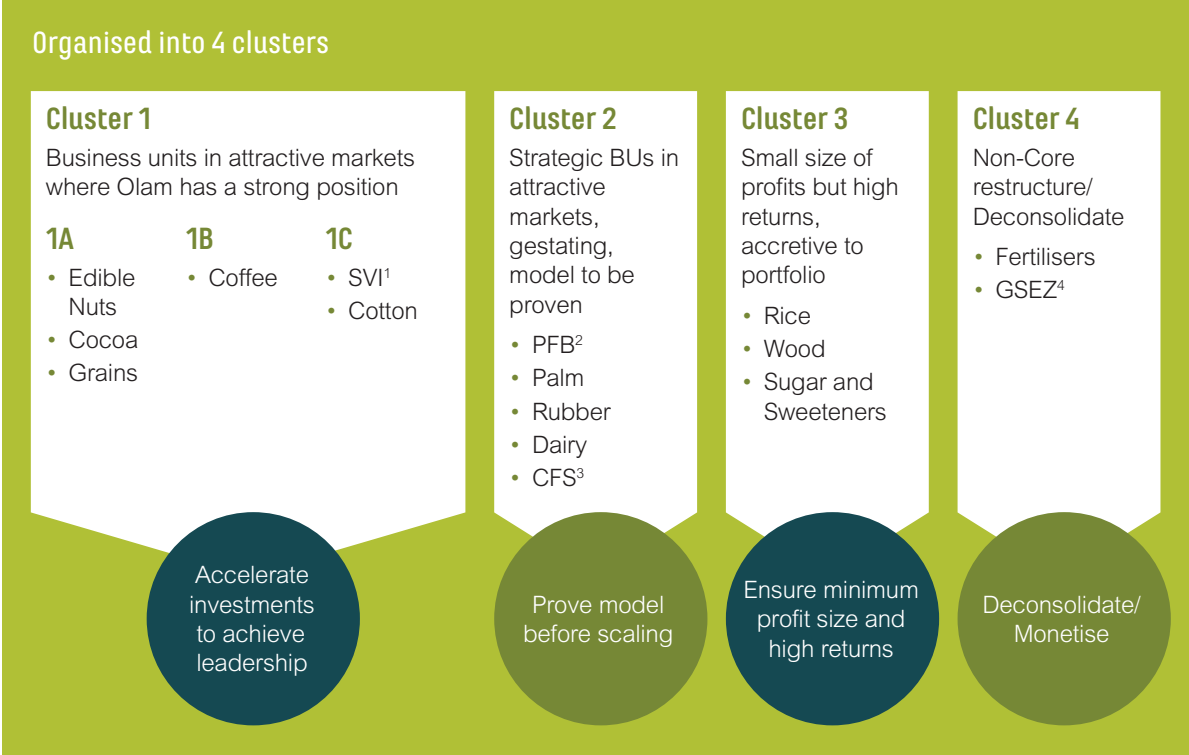 Organised into 4 clusters
Cluster 1
Business units in attractive markets
where Olam has a strong position
1A
• Edible
Nuts
• Cocoa
• Grains
1B
• Coffee
1C
• SVI¹
• Cotton
Accelerate
investments
to achieve
leadership
Cluster 2
Strategic BUs in
attractive
markets,
gestating,
model to be
proven
• PFB²
• Palm
• Rubber
• Dairy
• CFS³
Prove model
before scaling
Cluster 3
Small size of
profits but high
returns,
accretive to
portfolio
• Rice
• Wood
• Sugar and
Sweeteners
Ensure minimum
profit size and
high returns
Cluster 4
Non-Core
restructure/
Deconsolidate
• Fertilisers
• GSEZ⁴
Deconsolidate/
Monetise